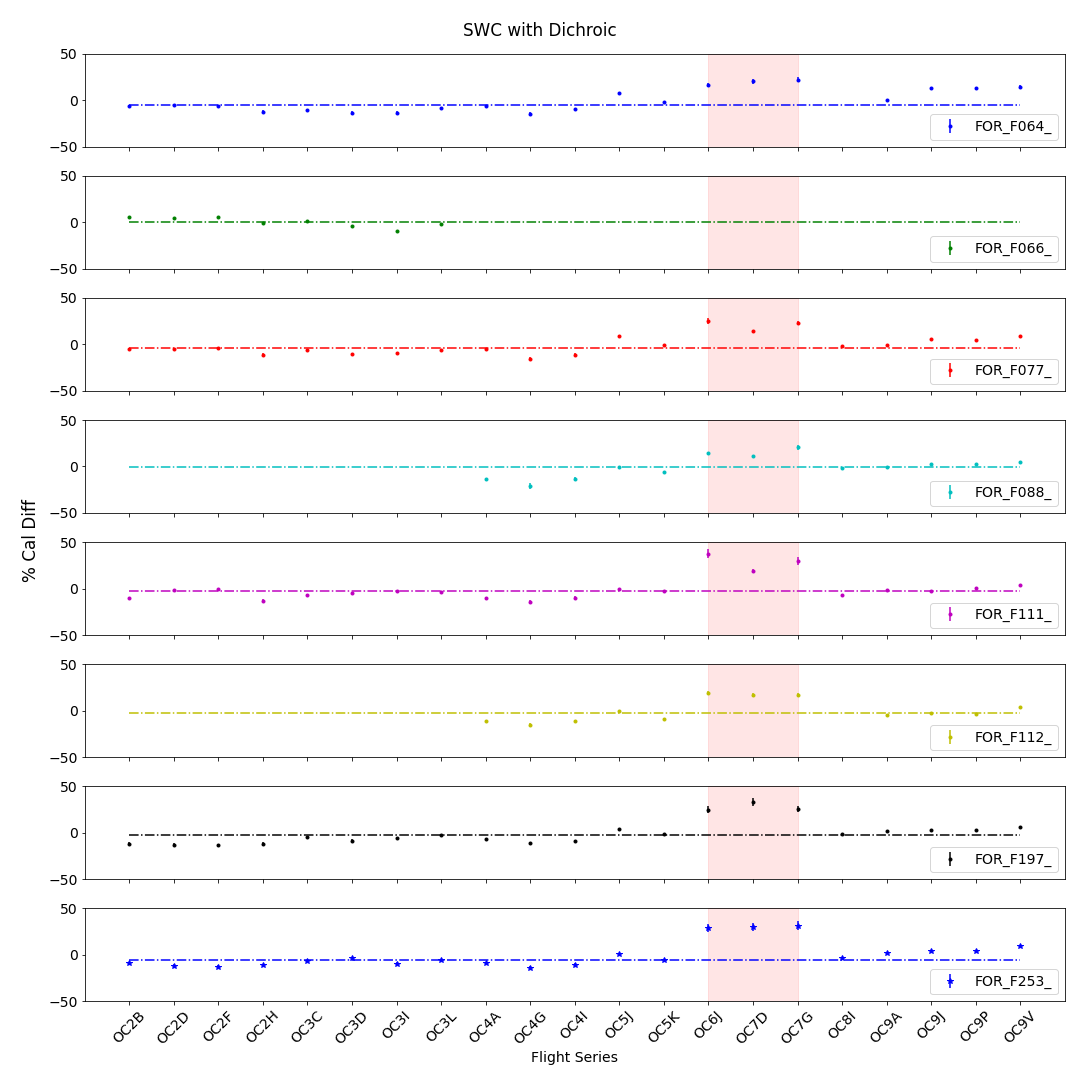 SWC with Dichroic
50
0
−50
FOR_F064_
50
0
−50
FOR_F066_
50
0
−50
FOR_F077_
50
0
−50
FOR_F088_
% Cal Diff
50
0
−50
FOR_F111_
50
0
−50
FOR_F112_
50
0
−50
FOR_F197_
50
0
−50
FOR_F253_
OC2B OC2D OC2F OC2H OC3C OC3D OC3I OC3L OC4A OC4G OC4I OC5J OC5K OC6J OC7D OC7G OC8I OC9A OC9J OC9P OC9V
Flight Series